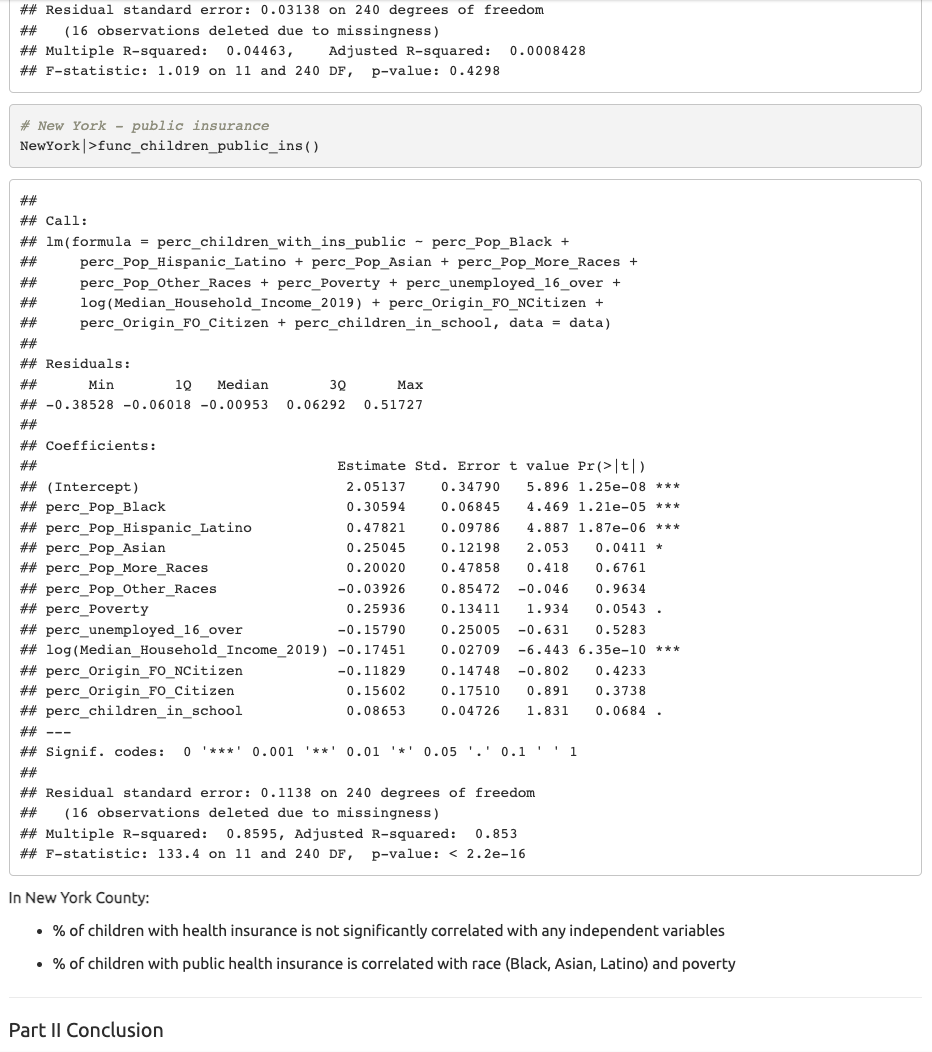 ## Residual standard error: 0.03138 on 240 degrees of freedom
##   (16 observations deleted due to missingness)
## Multiple R-squared:  0.04463,    Adjusted R-squared:  0.0008428
## F-statistic: 1.019 on 11 and 240 DF,  p-value: 0.4298
# New York - public insurance
NewYork|>func_children_public_ins()
##
## Call:
## lm(formula = perc_children_with_ins_public ~ perc_Pop_Black +
##     perc_Pop_Hispanic_Latino + perc_Pop_Asian + perc_Pop_More_Races +
##     perc_Pop_Other_Races + perc_Poverty + perc_unemployed_16_over +
##     log(Median_Household_Income_2019) + perc_Origin_FO_NCitizen +
##     perc_Origin_FO_Citizen + perc_children_in_school, data = data)
##
## Residuals:
##      Min       1Q   Median       3Q      Max
## -0.38528 -0.06018 -0.00953  0.06292  0.51727
##
## Coefficients:
##                                   Estimate Std. Error t value Pr(>|t|)
## (Intercept)                        2.05137    0.34790   5.896 1.25e-08 ***
## perc_Pop_Black                     0.30594    0.06845   4.469 1.21e-05 ***
## perc_Pop_Hispanic_Latino           0.47821    0.09786   4.887 1.87e-06 ***
## perc_Pop_Asian                     0.25045    0.12198   2.053   0.0411 *
## perc_Pop_More_Races                0.20020    0.47858   0.418   0.6761
## perc_Pop_Other_Races              -0.03926    0.85472  -0.046   0.9634
## perc_Poverty                       0.25936    0.13411   1.934   0.0543 .
## perc_unemployed_16_over           -0.15790    0.25005  -0.631   0.5283
## log(Median_Household_Income_2019) -0.17451    0.02709  -6.443 6.35e-10 ***
## perc_Origin_FO_NCitizen           -0.11829    0.14748  -0.802   0.4233
## perc_Origin_FO_Citizen             0.15602    0.17510   0.891   0.3738
## perc_children_in_school            0.08653    0.04726   1.831   0.0684 .
## ---
## Signif. codes:  0 '***' 0.001 '**' 0.01 '*' 0.05 '.' 0.1 ' ' 1
##
## Residual standard error: 0.1138 on 240 degrees of freedom
##   (16 observations deleted due to missingness)
## Multiple R-squared:  0.8595, Adjusted R-squared:  0.853
## F-statistic: 133.4 on 11 and 240 DF,  p-value: < 2.2e-16
In New York County:
• % of children with health insurance is not significantly correlated with any independent variables
• % of children with public health insurance is correlated with race (Black, Asian, Latino) and poverty
Part II Conclusion